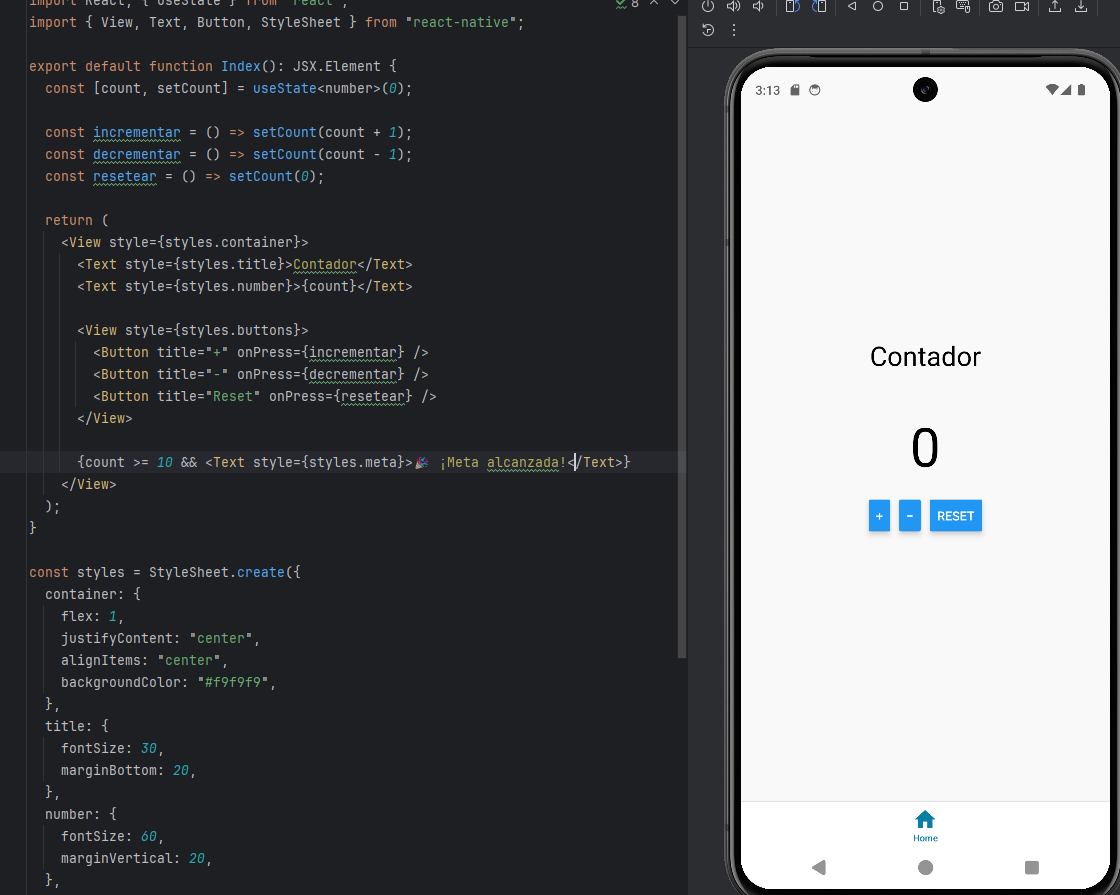 import React, { useState } from "react";
import { View, Text, Button, StyleSheet } from "react-native";
export default function Index(): JSX.Element {
const [count, setCount] = useState<number>(0);
const incrementar = () => setCount(count + 1);
const decrementar = () => setCount(count - 1);
const resetear = () => setCount(0);
return (
<View style={styles.container}>
<Text style={styles.title}>Contador</Text>
<Text style={styles.number}>{count}</Text>
<View style={styles.buttons}>
<Button title="+" onPress={incrementar} />
<Button title="-" onPress={decrementar} />
<Button title="Reset" onPress={resetear} />
</View>
{count >= 10 && <Text style={styles.meta}>🎉 ¡Meta alcanzada!</Text>}
</View>
);
}
const styles = StyleSheet.create({
container: {
flex: 1,
justifyContent: "center",
alignItems: "center",
backgroundColor: "#f9f9f9",
},
title: {
fontSize: 30,
marginBottom: 20,
},
number: {
fontSize: 60,
marginVertical: 20,
},
8
3:13
Contador
0
+ - RESET
Home